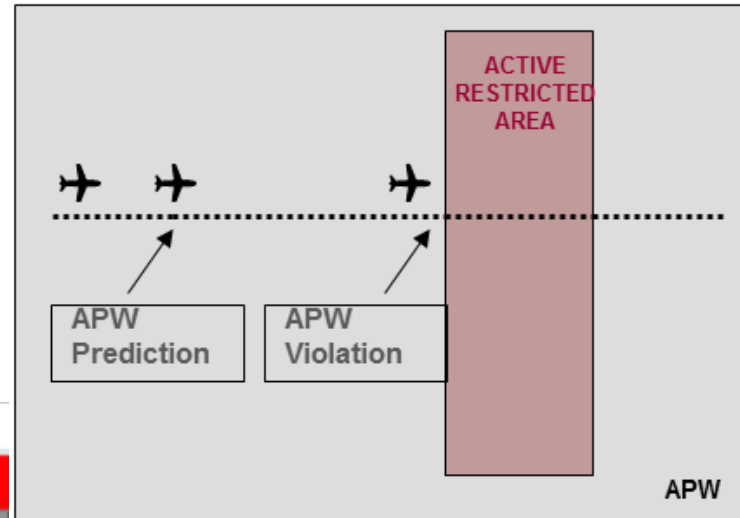 ACTIVE
RESTRICTED
AREA
APW
Prediction
APW
Violation
APW